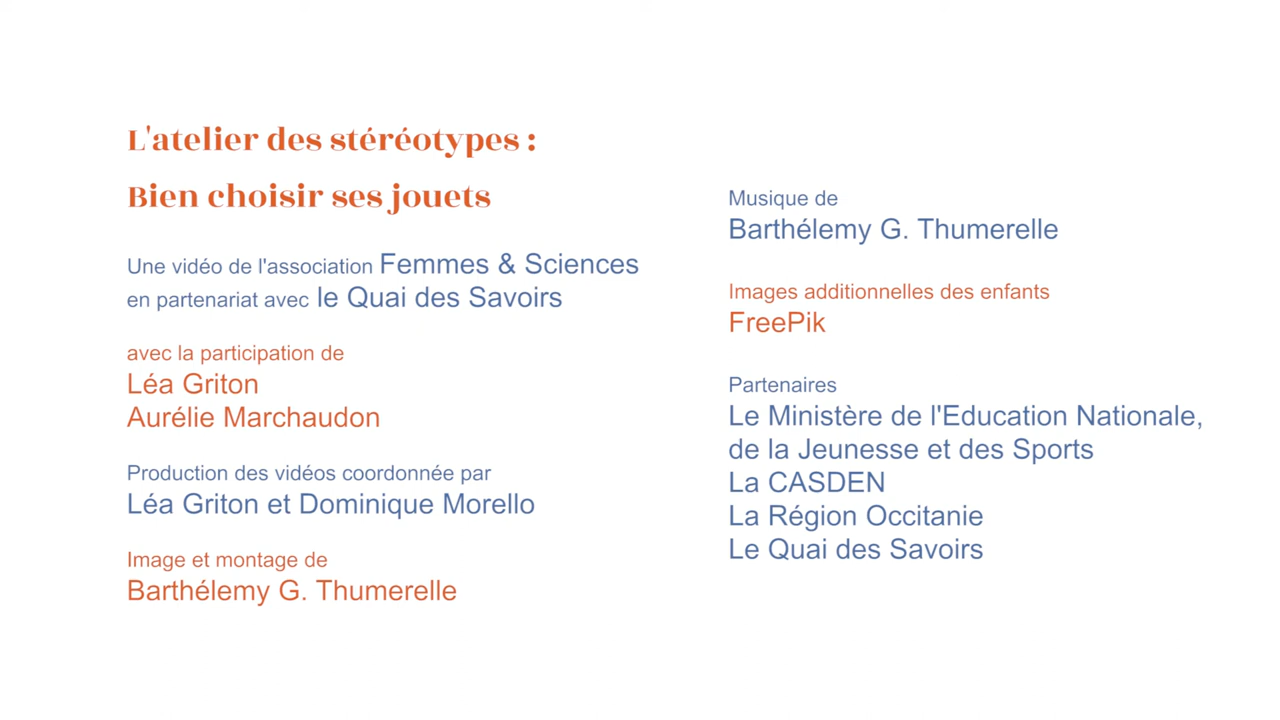 L'atelier des stéréotypes :
Bien choisir ses jouets
Une vidéo de l'association Femmes & Sciences
en partenariat avec le Quai des Savoirs
avec la participation de
Léa Griton
Aurélie Marchaudon
Production des vidéos coordonnée par
Léa Griton et Dominique Morello
Image et montage de
Barthélemy G. Thumerelle
Musique de
Barthélemy G. Thumerelle
Images additionnelles des enfants
FreePik
Partenaires
Le Ministère de l'Education Nationale,
de la Jeunesse et des Sports
La CASDEN
La Région Occitanie
Le Quai des Savoirs